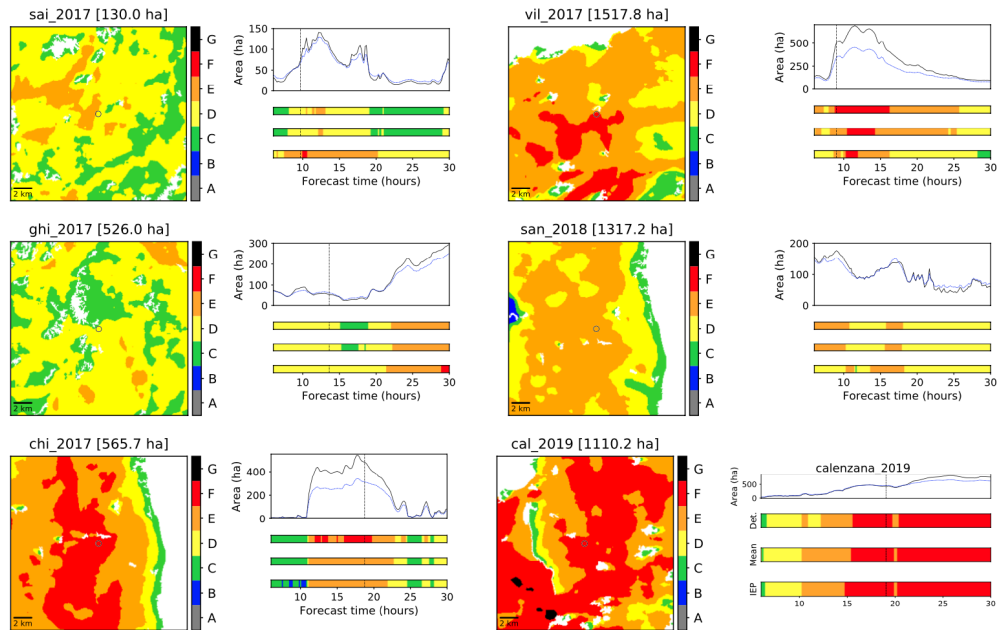 sai_2017 [130.0 ha]
G
F
E
D
C
B
A
2 km
Area (ha)
150
100
50
0
10
15
20
25
30
Forecast time (hours)
vil_2017 [1517.8 ha]
G
F
E
D
C
B
A
2 km
Area (ha)
500
250
0
10
15
20
25
30
Forecast time (hours)
ghi_2017 [526.0 ha]
G
F
E
D
C
B
A
2 km
Area (ha)
300
200
100
0
10
15
20
25
30
Forecast time (hours)
san_2018 [1317.2 ha]
G
F
E
D
C
B
A
2 km
Area (ha)
200
100
0
10
15
20
25
30
Forecast time (hours)
chi_2017 [565.7 ha]
G
F
E
D
C
B
A
2 km
Area (ha)
400
200
0
10
15
20
25
30
Forecast time (hours)
cal_2019 [1110.2 ha]
G
F
E
D
C
B
A
2 km
calenzana_2019
Area (ha)
500
0
Det.
Mean
IEP
10
15
20
25
30
Forecast time (hours)